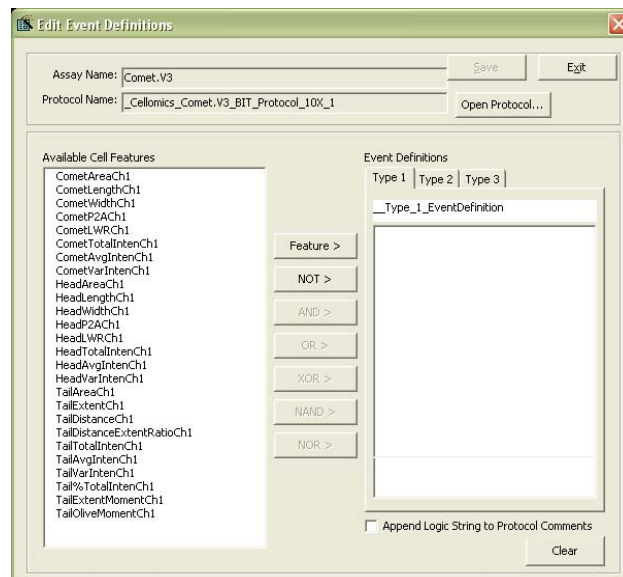 Edit Event Definitions
Assay Name: Comet.V3
Save
Exit
Protocol Name: _Cellomics_Comet.V3_BIT_Protocol_10X_1
Open Protocol...
Available Cell Features
CometAreaCh1
CometLengthCh1
CometWidthCh1
CometP2ACh1
CometLWRCh1
CometTotalIntenCh1
CometAvgIntenCh1
CometVarIntenCh1
HeadAreaCh1
HeadLengthCh1
HeadWidthCh1
HeadP2ACh1
HeadLWRCh1
HeadTotalIntenCh1
HeadAvgIntenCh1
HeadVarIntenCh1
TailAreaCh1
TailExtentCh1
TailDistanceCh1
TailDistanceExtentRatioCh1
TailTotalIntenCh1
TailAvgIntenCh1
TailVarIntenCh1
Tail%TotalIntenCh1
TailExtentMomentCh1
TailOliveMomentCh1
Feature >
NOT >
AND >
OR >
XOR >
NAND >
NOR >
Event Definitions
Type 1 Type 2 Type 3
__Type_1_EventDefinition
Append Logic String to Protocol Comments
Clear